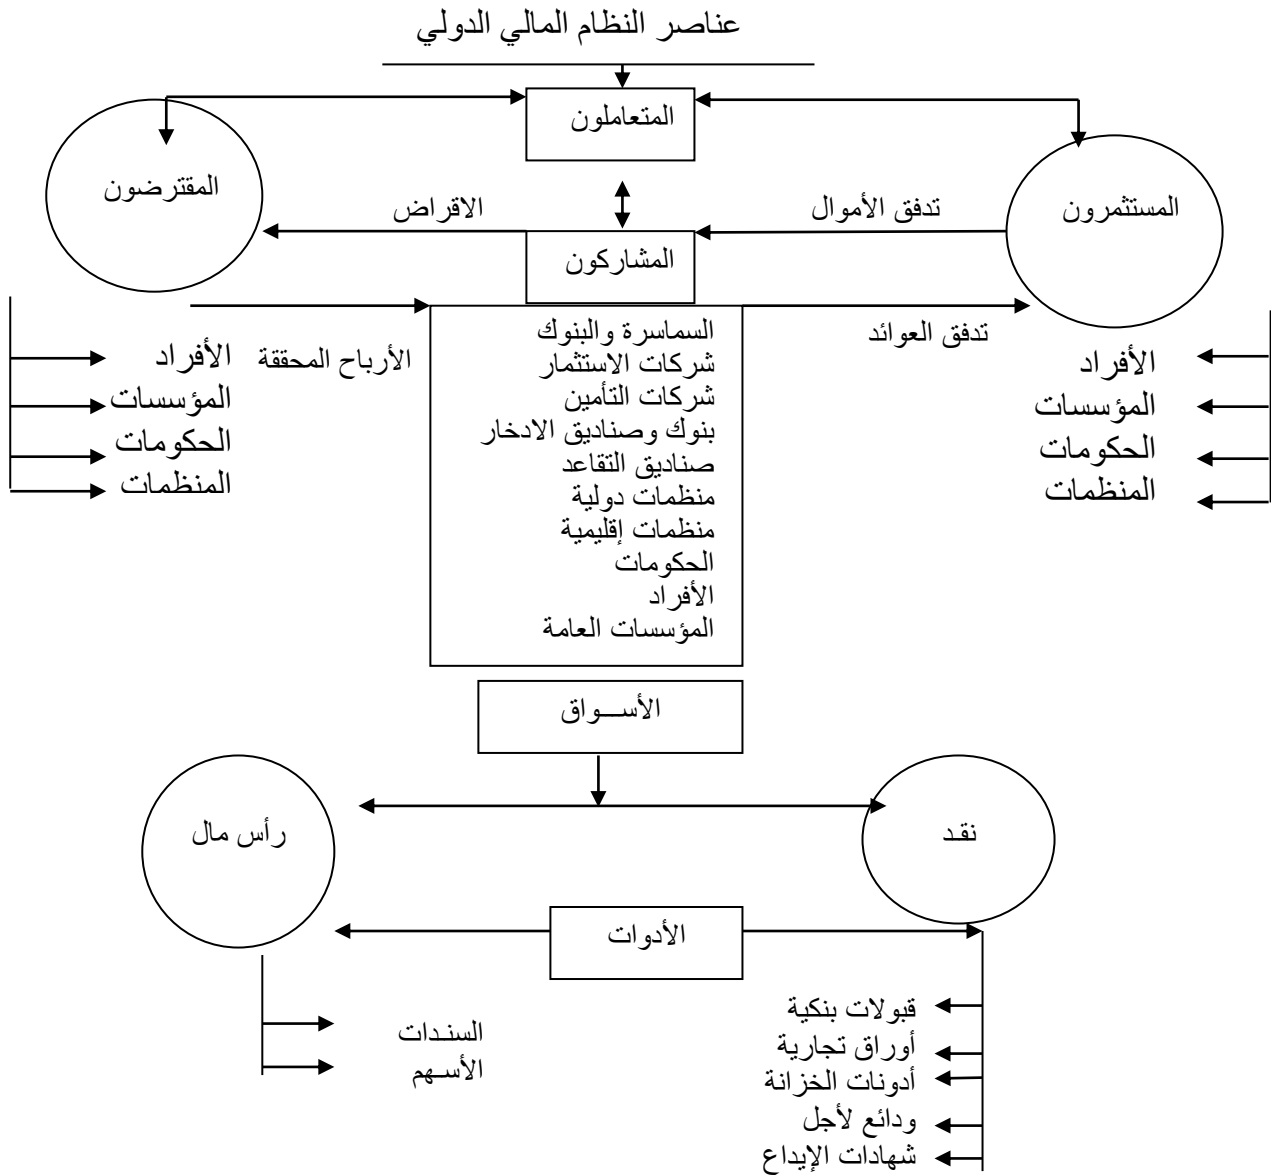 عناصر النظام المالي الدولي
المتعاملون
المستثمرون
المقترضون
تدفق الأموال
الاقراض
المشاركون
تدفق العوائد
الأرباح المحققة
السماسرة والبنوك
شركات الاستثمار
شركات التأمين
بنوك وصناديق الادخار
صناديق التقاعد
منظمات دولية
منظمات إقليمية
الحكومات
الأفراد
المؤسسات العامة
الأفراد
المؤسسات
الحكومات
المنظمات
الأفراد
المؤسسات
الحكومات
المنظمات
الأســواق
نقد
رأس مال
الأدوات
قبولات بنكية
أوراق تجارية
أدونات الخزانة
ودائع لأجل
شهادات الإيداع
السندات
الأسـهم